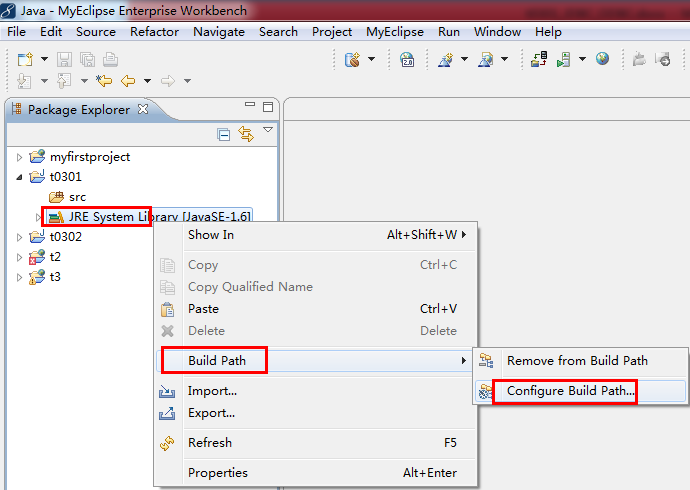 Java - MyEclipse Enterprise Workbench
File Edit Source Refactor Navigate Search Project MyEclipse Run Window Help
2.0
Package Explorer
myfirstproject
t0301
src
JRE System Library [JavaSE-1.6]
t0302
t2
t3
Show In Alt+Shift+W
Copy Ctrl+C
Copy Qualified Name
Paste Ctrl+V
Delete Delete
Build Path
Remove from Build Path
Configure Build Path...
Import...
Export...
Refresh F5
Properties Alt+Enter